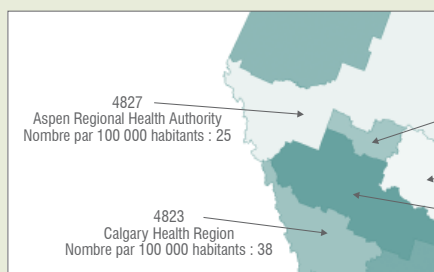 4827
Aspen Regional Health Authority
Nombre par 100 000 habitants : 25
4823
Calgary Health Region
Nombre par 100 000 habitants : 38